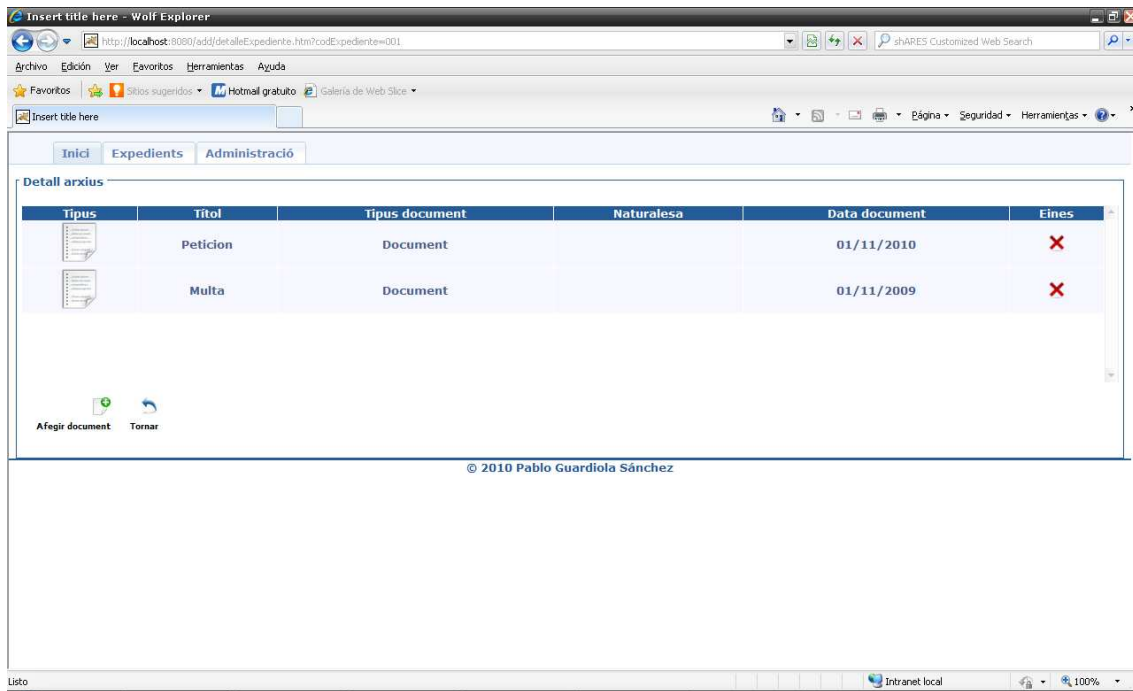 Insert title here - Wolf Explorer
http://localhost:8080/add/detalleExpediente.htm?codExpediente=001
shARES Customized Web Search
Archivo Edición Ver Favoritos Herramientas Ayuda
Favoritos Sitios sugeridos Hotmail gratuito Galería de Web Slice
Insert title here Página Seguridad Herramientas
Inici Expedients Administració
Detall arxius
Tipus Títol Tipus document Naturalesa Data document Eines
Peticion Document 01/11/2010
Multa Document 01/11/2009
Afegir document Tornar
© 2010 Pablo Guardiola Sánchez
Listo Intranet local 100%